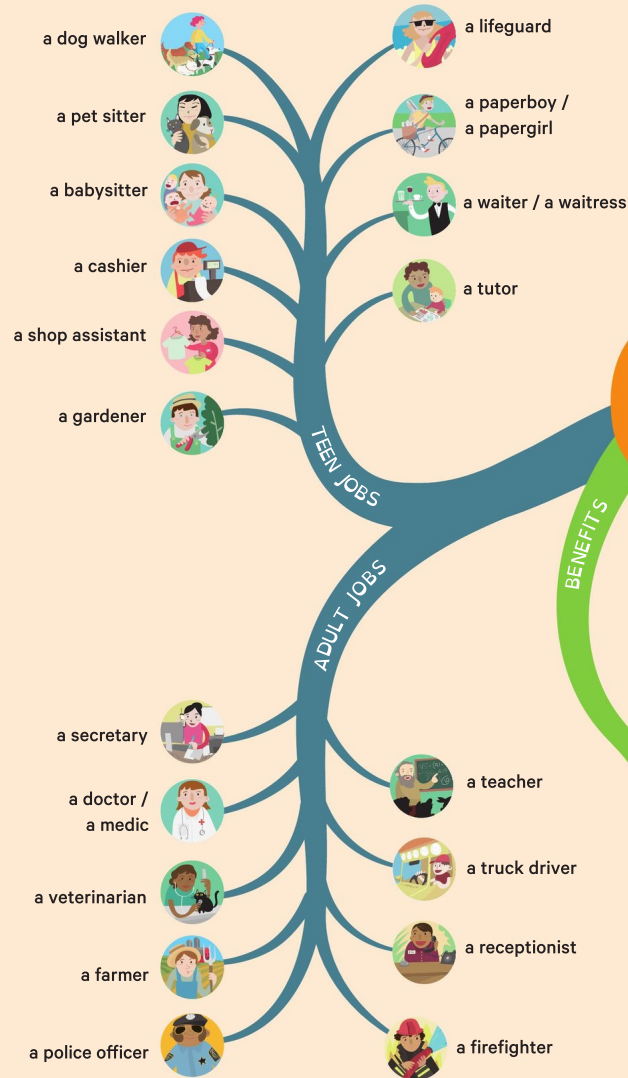 a dog walker
a pet sitter
a babysitter
a cashier
a shop assistant
a gardener
a lifeguard
a paperboy /
a papergirl
a waiter / a waitress
a tutor
TEEN JOBS
BENEFITS
ADULT JOBS
a secretary
a doctor /
a medic
a veterinarian
a farmer
a police officer
a teacher
a truck driver
a receptionist
a firefighter